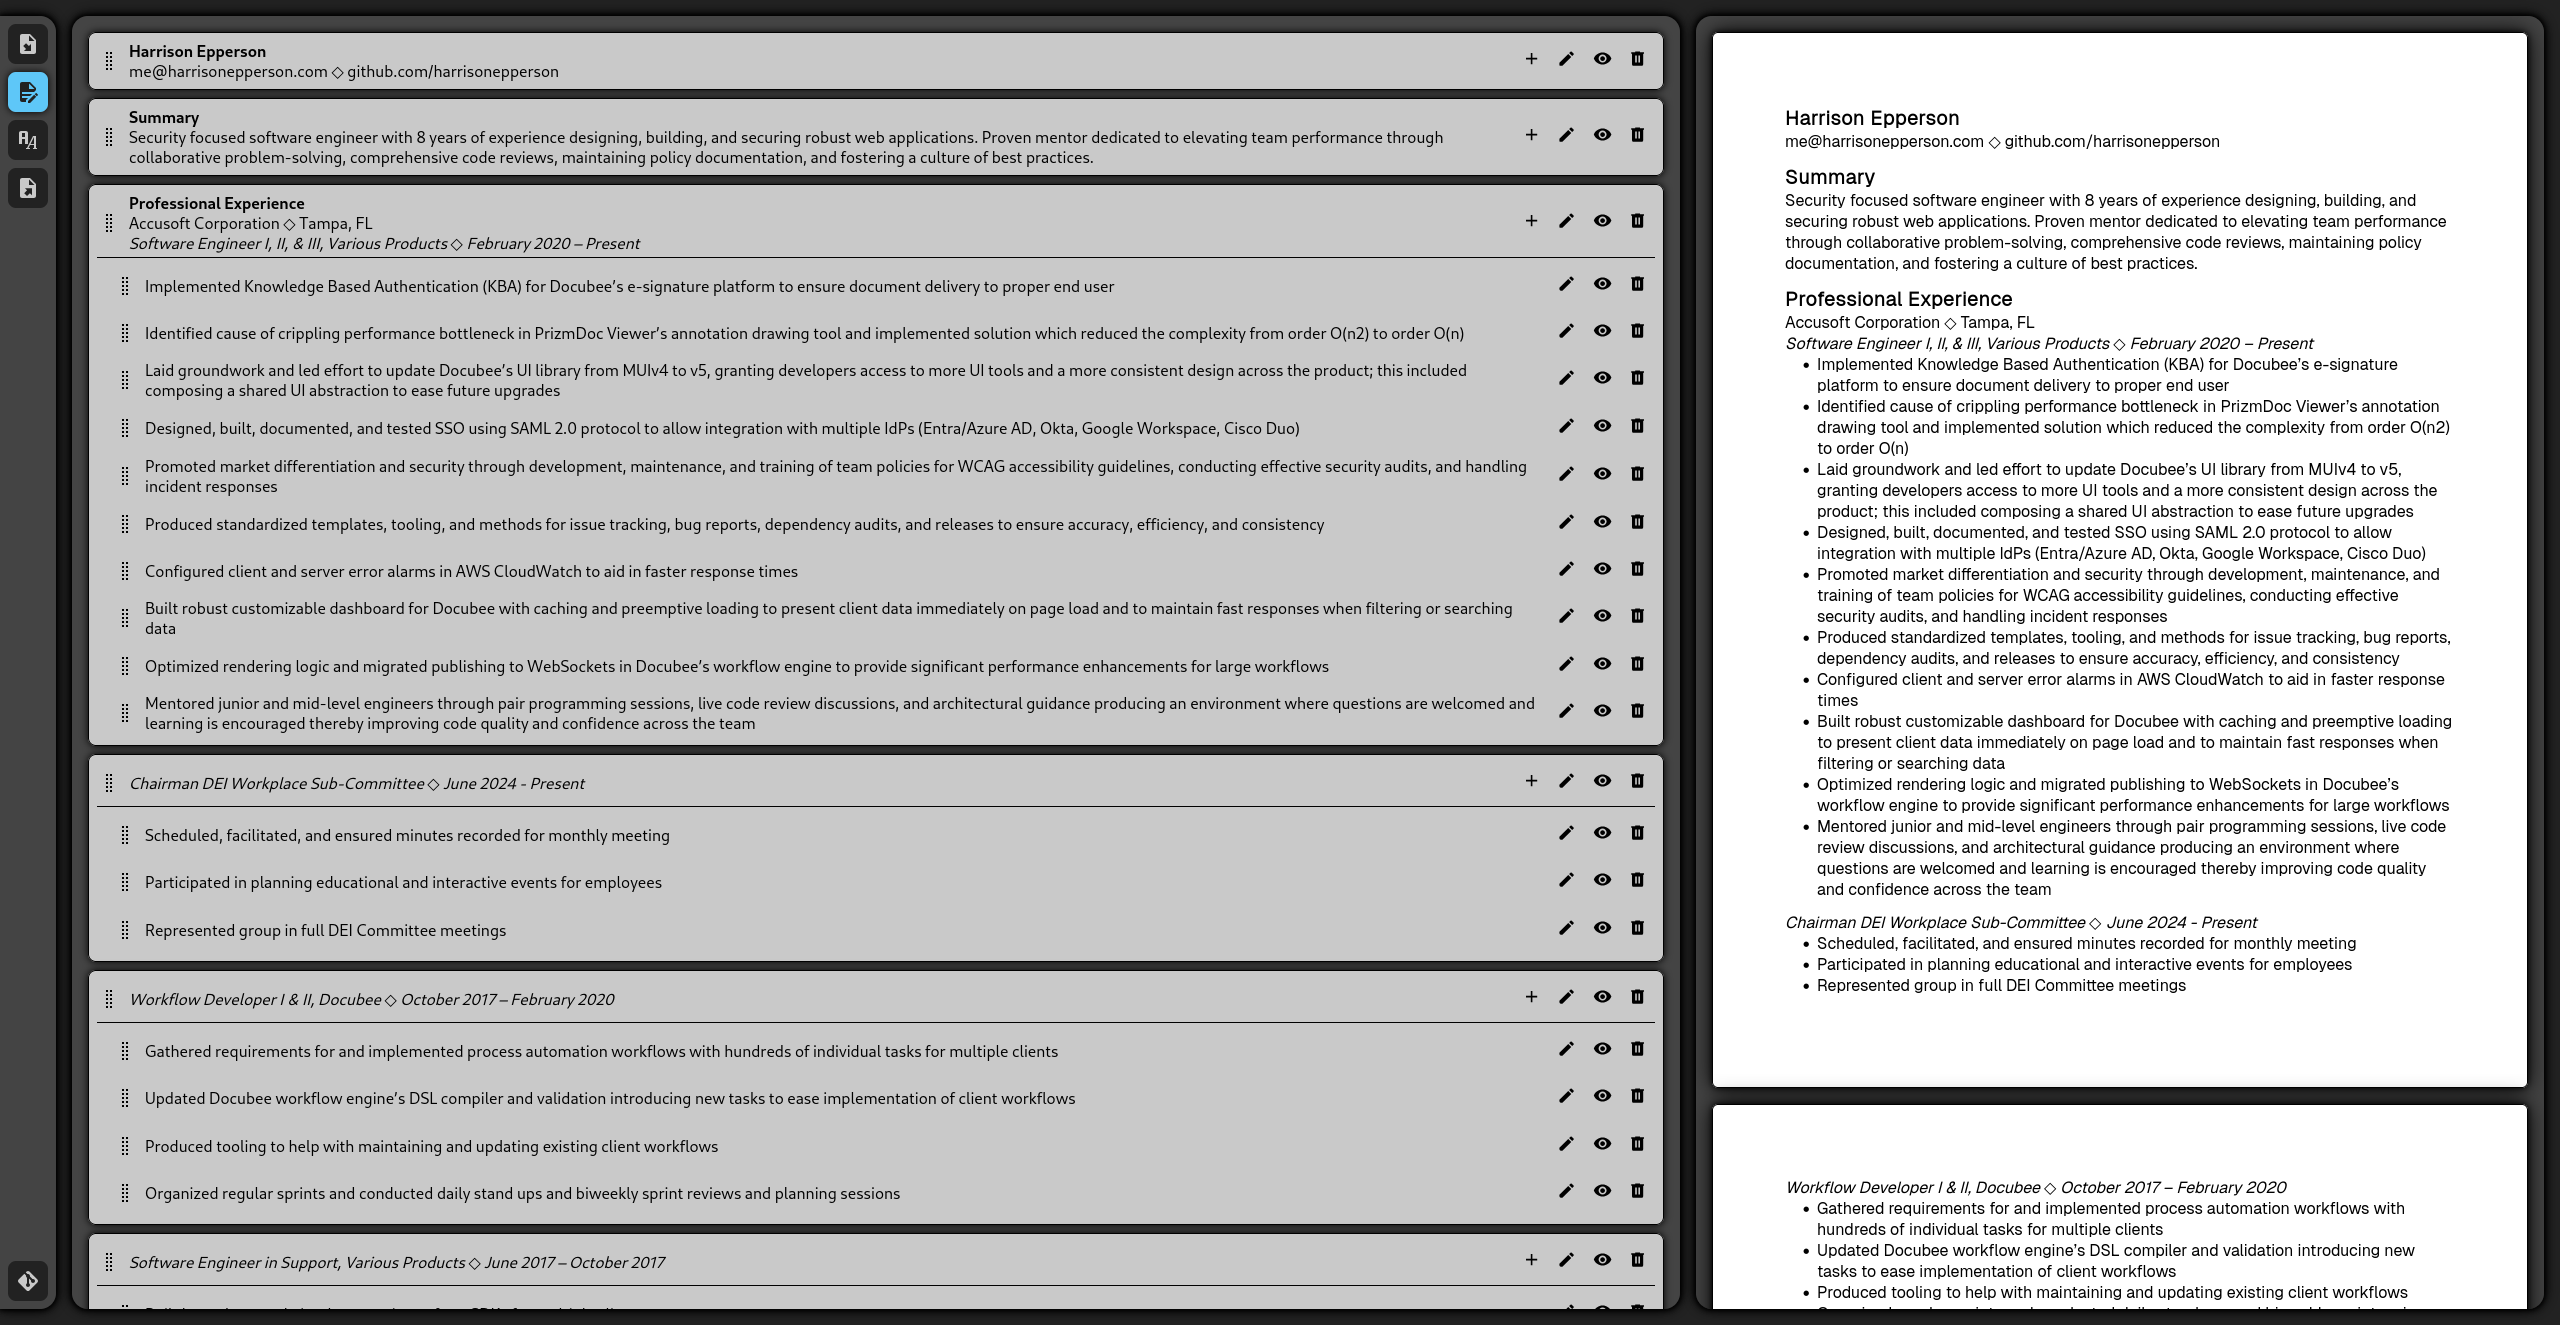 Harrison Epperson
me@harrisonepperson.com ◇ github.com/harrisonepperson
Summary
Security focused software engineer with 8 years of experience designing, building, and securing robust web applications. Proven mentor dedicated to elevating team performance through
collaborative problem-solving, comprehensive code reviews, maintaining policy documentation, and fostering a culture of best practices.
Professional Experience
Accusoft Corporation ◇ Tampa, FL
Software Engineer I, II, & III, Various Products ◇ February 2020 – Present
Implemented Knowledge Based Authentication (KBA) for Docubee’s e-signature platform to ensure document delivery to proper end user
Identified cause of crippling performance bottleneck in PrizmDoc Viewer’s annotation drawing tool and implemented solution which reduced the complexity from order O(n2) to order O(n)
Laid groundwork and led effort to update Docubee’s UI library from MUIv4 to v5, granting developers access to more UI tools and a more consistent design across the product; this included
composing a shared UI abstraction to ease future upgrades
Designed, built, documented, and tested SSO using SAML 2.0 protocol to allow integration with multiple IdPs (Entra/Azure AD, Okta, Google Workspace, Cisco Duo)
Promoted market differentiation and security through development, maintenance, and training of team policies for WCAG accessibility guidelines, conducting effective security audits, and handling
incident responses
Produced standardized templates, tooling, and methods for issue tracking, bug reports, dependency audits, and releases to ensure accuracy, efficiency, and consistency
Configured client and server error alarms in AWS CloudWatch to aid in faster response times
Built robust customizable dashboard for Docubee with caching and preemptive loading to present client data immediately on page load and to maintain fast responses when filtering or searching
data
Optimized rendering logic and migrated publishing to WebSockets in Docubee’s workflow engine to provide significant performance enhancements for large workflows
Mentored junior and mid-level engineers through pair programming sessions, live code review discussions, and architectural guidance producing an environment where questions are welcomed and
learning is encouraged thereby improving code quality and confidence across the team
Chairman DEI Workplace Sub-Committee ◇ June 2024 - Present
Scheduled, facilitated, and ensured minutes recorded for monthly meeting
Participated in planning educational and interactive events for employees
Represented group in full DEI Committee meetings
Workflow Developer I & II, Docubee ◇ October 2017 – February 2020
Gathered requirements for and implemented process automation workflows with hundreds of individual tasks for multiple clients
Updated Docubee workflow engine’s DSL compiler and validation introducing new tasks to ease implementation of client workflows
Produced tooling to help with maintaining and updating existing client workflows
Organized regular sprints and conducted daily stand ups and biweekly sprint reviews and planning sessions
Software Engineer in Support, Various Products ◇ June 2017 – October 2017
Harrison Epperson
me@harrisonepperson.com ◇ github.com/harrisonepperson
Summary
Security focused software engineer with 8 years of experience designing, building, and
securing robust web applications. Proven mentor dedicated to elevating team performance
through collaborative problem-solving, comprehensive code reviews, maintaining policy
documentation, and fostering a culture of best practices.
Professional Experience
Accusoft Corporation ◇ Tampa, FL
Software Engineer I, II, & III, Various Products ◇ February 2020 – Present
• Implemented Knowledge Based Authentication (KBA) for Docubee’s e-signature
platform to ensure document delivery to proper end user
• Identified cause of crippling performance bottleneck in PrizmDoc Viewer’s annotation
drawing tool and implemented solution which reduced the complexity from order O(n2)
to order O(n)
• Laid groundwork and led effort to update Docubee’s UI library from MUIv4 to v5,
granting developers access to more UI tools and a more consistent design across the
product; this included composing a shared UI abstraction to ease future upgrades
• Designed, built, documented, and tested SSO using SAML 2.0 protocol to allow
integration with multiple IdPs (Entra/Azure AD, Okta, Google Workspace, Cisco Duo)
• Promoted market differentiation and security through development, maintenance, and
training of team policies for WCAG accessibility guidelines, conducting effective
security audits, and handling incident responses
• Produced standardized templates, tooling, and methods for issue tracking, bug reports,
dependency audits, and releases to ensure accuracy, efficiency, and consistency
• Configured client and server error alarms in AWS CloudWatch to aid in faster response
times
• Built robust customizable dashboard for Docubee with caching and preemptive loading
to present client data immediately on page load and to maintain fast responses when
filtering or searching data
• Optimized rendering logic and migrated publishing to WebSockets in Docubee’s
workflow engine to provide significant performance enhancements for large workflows
• Mentored junior and mid-level engineers through pair programming sessions, live code
review discussions, and architectural guidance producing an environment where
questions are welcomed and learning is encouraged thereby improving code quality
and confidence across the team
Chairman DEI Workplace Sub-Committee ◇ June 2024 - Present
• Scheduled, facilitated, and ensured minutes recorded for monthly meeting
• Participated in planning educational and interactive events for employees
• Represented group in full DEI Committee meetings
Workflow Developer I & II, Docubee ◇ October 2017 – February 2020
• Gathered requirements for and implemented process automation workflows with
hundreds of individual tasks for multiple clients
• Updated Docubee workflow engine’s DSL compiler and validation introducing new
tasks to ease implementation of client workflows
• Produced tooling to help with maintaining and updating existing client workflows